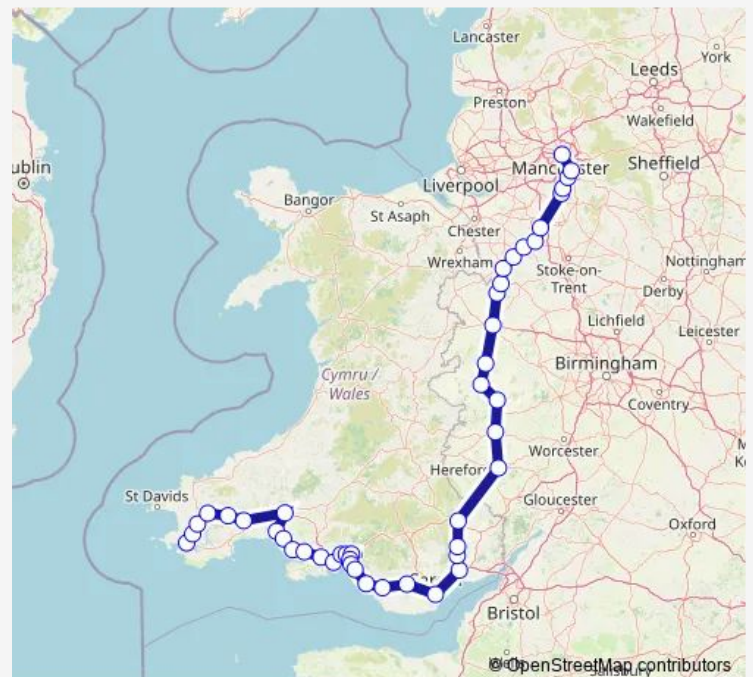 Lancaster
York
Leeds
Preston
Wakefield
ublin
Manchester
Sheffield
Liverpool
Bangor
St Asaph
Chester
Wrexham
Stoke-on-
Trent
Nottingham
Derby
Lichfield
Leicester
Birmingham
Cymru /
Wales
Coventry
M
Ke
Worcester
Hereford
St Davids
Gloucester
Oxford
Bristol
© OpenStreetMap contributors